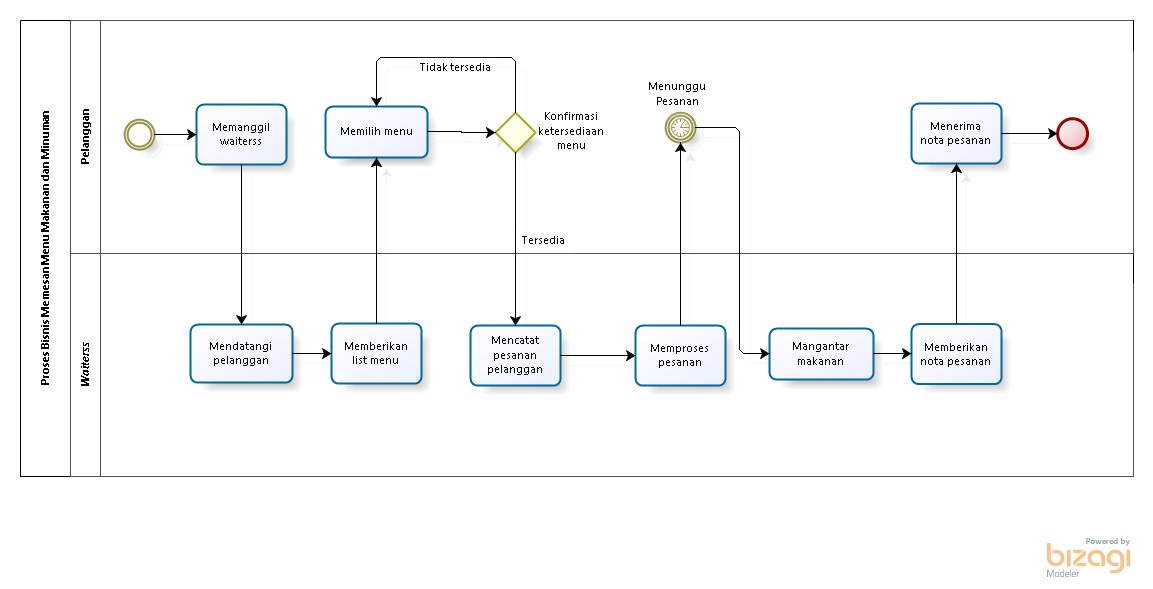 Proses Bisnis Memesan Menu Makanan dan Minuman
Pelanggan
Memanggil
waiterss
Memilih menu
Tidak tersedia
Konfirmasi
ketersediaan
menu
Tersedia
Menunggu
Pesanan
Menerima
nota pesanan
Waiterss
Mendatangi
pelanggan
Memberikan
list menu
Mencatat
pesanan
pelanggan
Memproses
pesanan
Mangantar
makanan
Memberikan
nota pesanan
Powered by
bizagi
Modeler